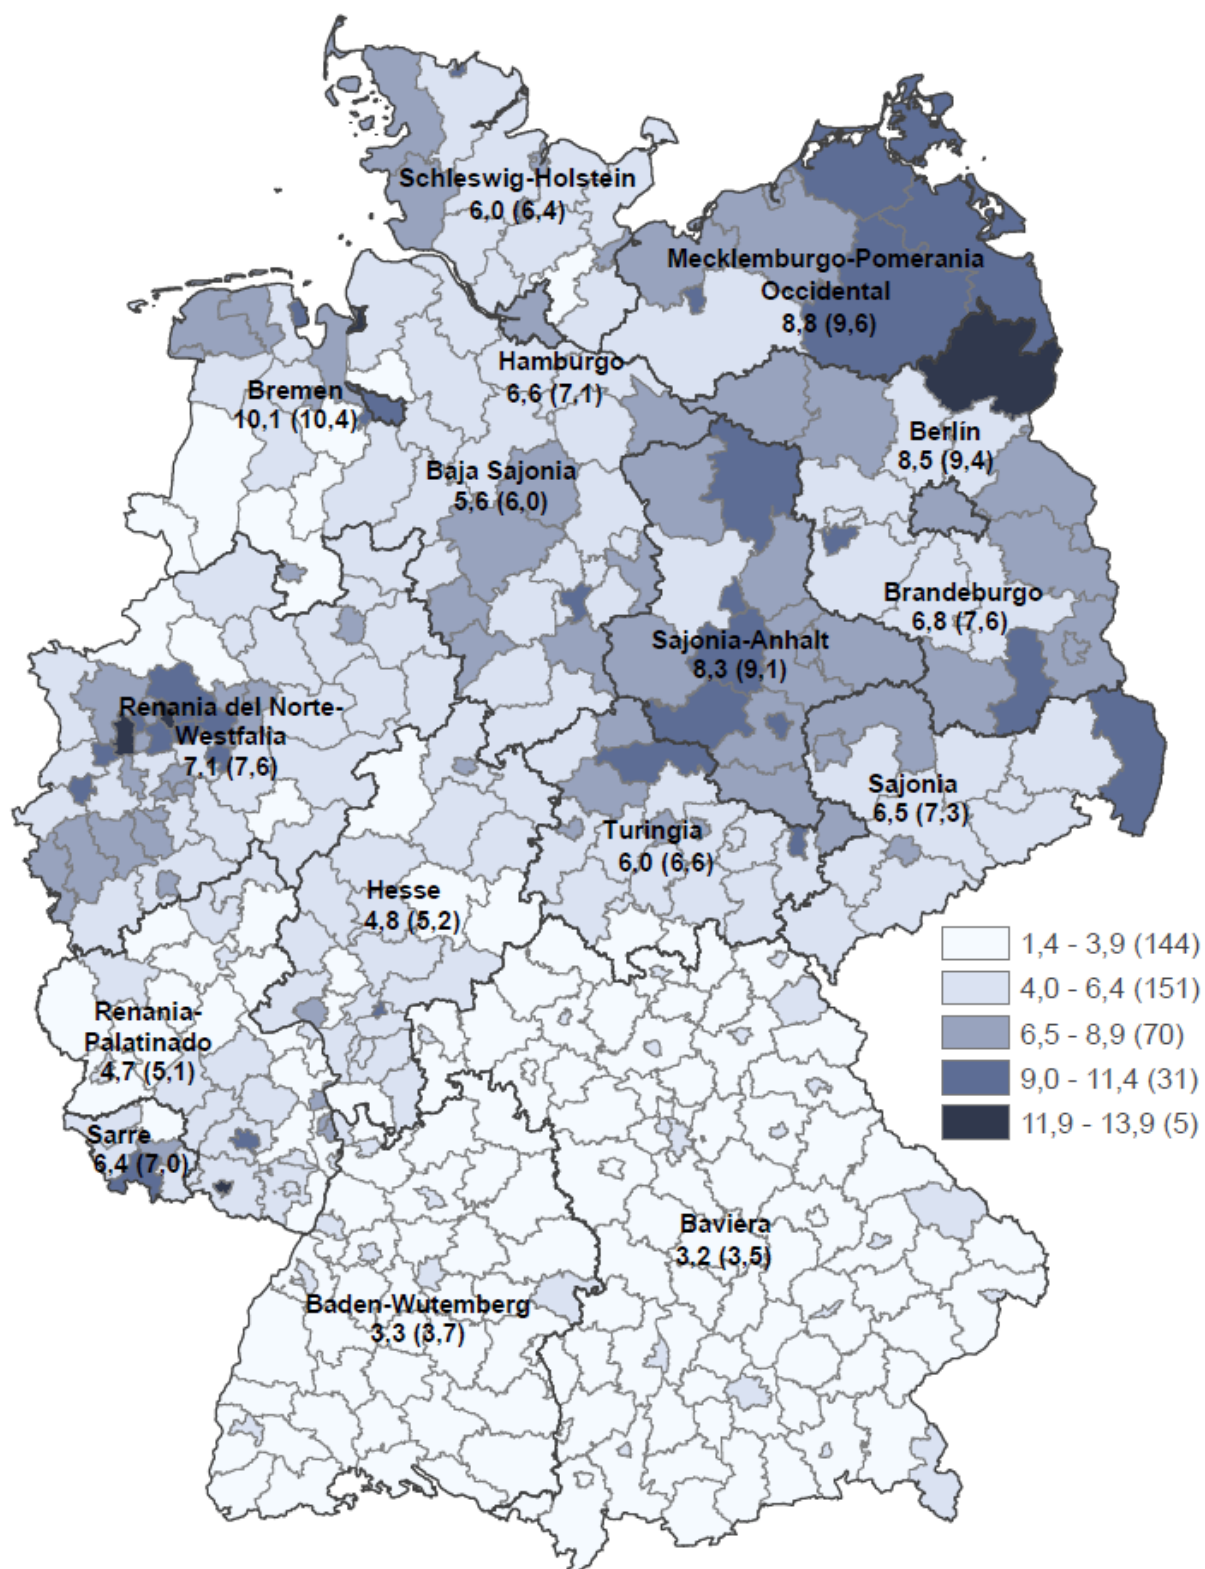 Schleswig-Holstein
6,0 (6,4)
Mecklemburgo-Pomerania
Occidental
8,8 (9,6)
Hamburgo
6,6 (7,1)
Bremen
10,1 (10,4)
Berlín
8,5 (9,4)
Baja Sajonia
5,6 (6,0)
Brandeburgo
6,8 (7,6)
Sajonia-Anhalt
8,3 (9,1)
Renania del Norte-
Westfalia
7,1 (7,6)
Sajonia
6,5 (7,3)
Turingia
6,0 (6,6)
Hesse
4,8 (5,2)
Renania-
Palatinado
4,7 (5,1)
Sarre
6,4 (7,0)
Baviera
3,2 (3,5)
Baden-Wutemberg
3,3 (3,7)
1,4 - 3,9 (144)
4,0 - 6,4 (151)
6,5 - 8,9 (70)
9,0 - 11,4 (31)
11,9 - 13,9 (5)